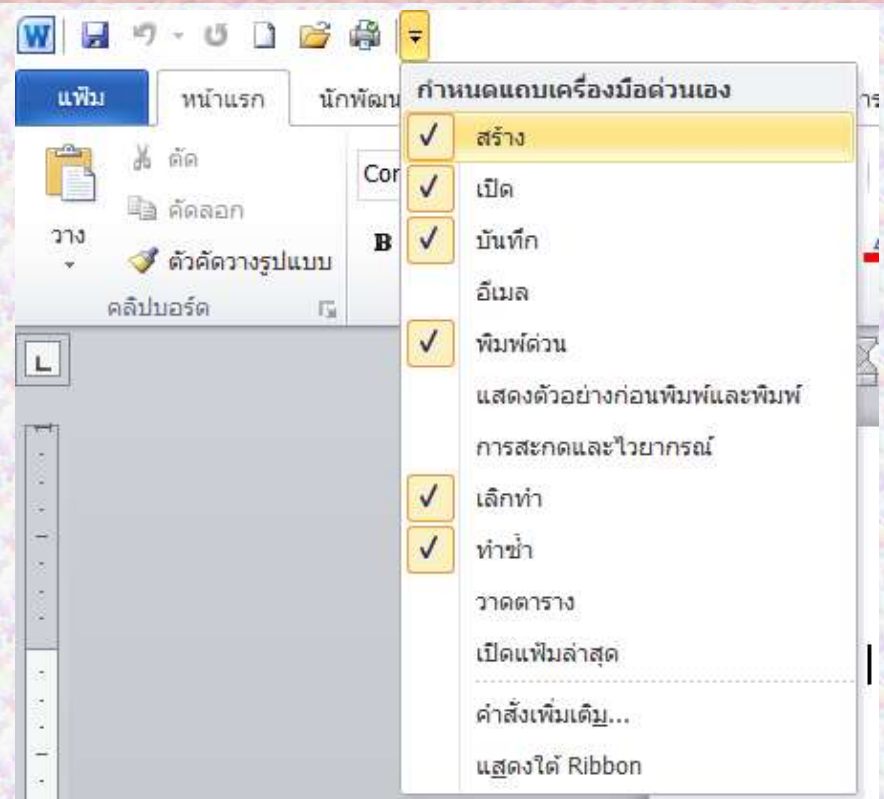 W
แฟ้ม
หน้าแรก
วาง
ตัด
คัดลอก
ตัวคัดวางรูปแบบ
คลิปบอร์ด
B
กำหนดแถบเครื่องมือด่วนเอง
สร้าง
เปิด
บันทึก
อีเมล
พิมพ์ด่วน
แสดงตัวอย่างก่อนพิมพ์และพิมพ์
การสะกดและไวยากรณ์
เลิกทำ
ทำซ้ำ
วาดตาราง
เปิดแฟ้มล่าสุด
คำสั่งเพิ่มเติม...
แสดงใต้ Ribbon